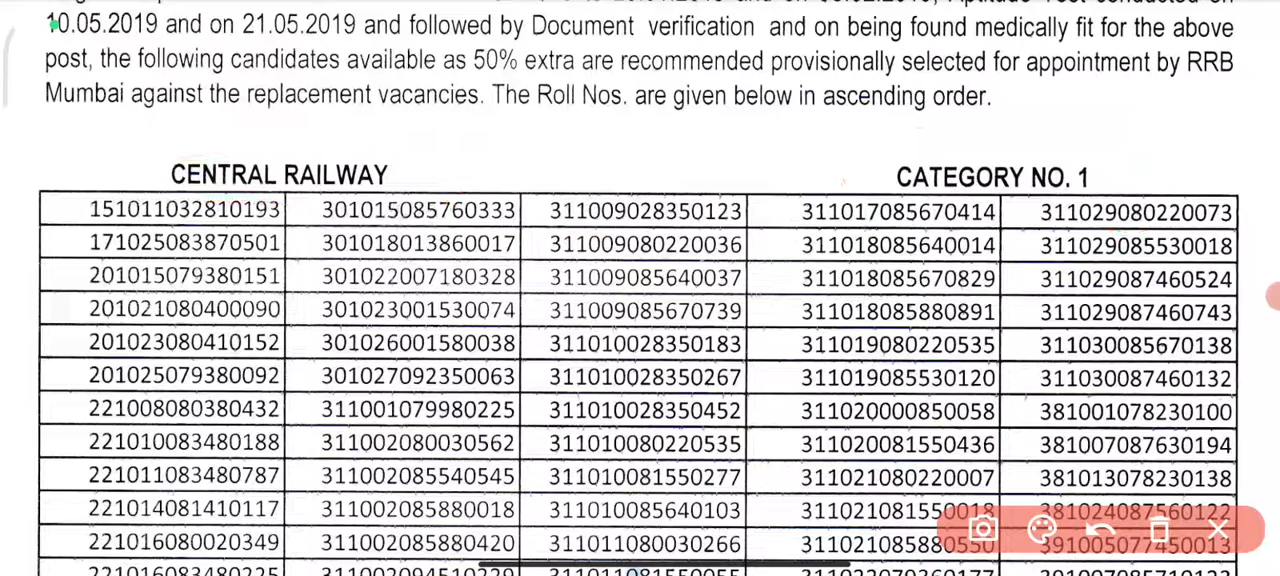 10.05.2019 and on 21.05.2019 and followed by Document verification and on being found medically fit for the above
post, the following candidates available as 50% extra are recommended provisionally selected for appointment by RRB
Mumbai against the replacement vacancies. The Roll Nos. are given below in ascending order.
CENTRAL RAILWAY CATEGORY NO. 1
151011032810193 301015085760333 311009028350123 311017085670414 311029080220073
171025083870501 301018013860017 311009080220036 311018085640014 311029085530018
201015079380151 301022007180328 311009085640037 311018085670829 311029087460524
201021080400090 301023001530074 311009085670739 311018085880891 311029087460743
201023080410152 301026001580038 311010028350183 311019080220535 311030085670138
201025079380092 301027092350063 311010028350267 311019085530120 311030087460132
221008080380432 311001079980225 311010028350452 311020000850058 381001078230100
221010083480188 311002080030562 311010080220535 311020081550436 381007087630194
221011083480787 311002085540545 311010081550277 311021080220007 381013078230138
221014081410117 311002085880018 311010085640103 311021081550018 381024087560122
221016080020349 311002085880420 311011080030266 311021085880550 391005077450013